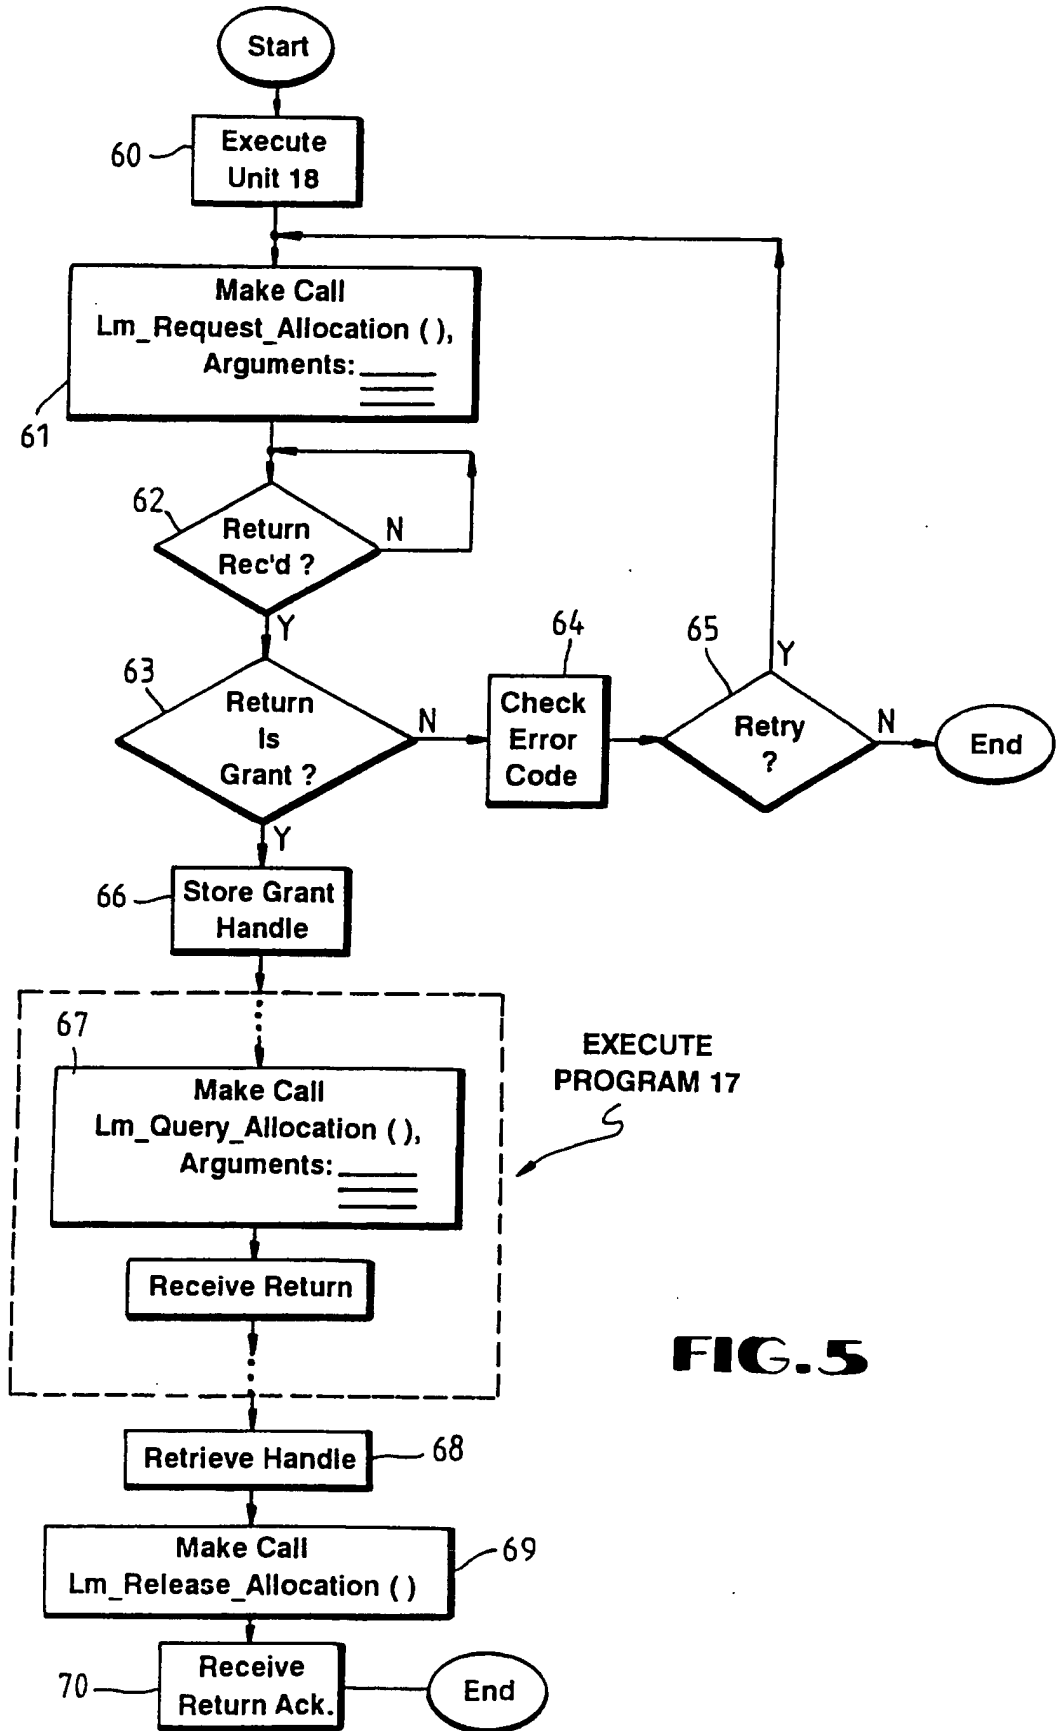 Start
60
Execute
Unit 18
Make Call
Lm_Request_Allocation ( ),
Arguments:
61
62
Return
Rec'd ?
N
Y
63
Return
is
Grant ?
N
Y
64
Check
Error
Code
65
Retry
?
Y
N
End
66
Store Grant
Handle
67
Make Call
Lm_Query_Allocation ( ),
Arguments:
Receive Return
EXECUTE
PROGRAM 17
FIG.5
Retrieve Handle
68
Make Call
Lm_Release_Allocation ( )
69
70
Receive
Return Ack.
End